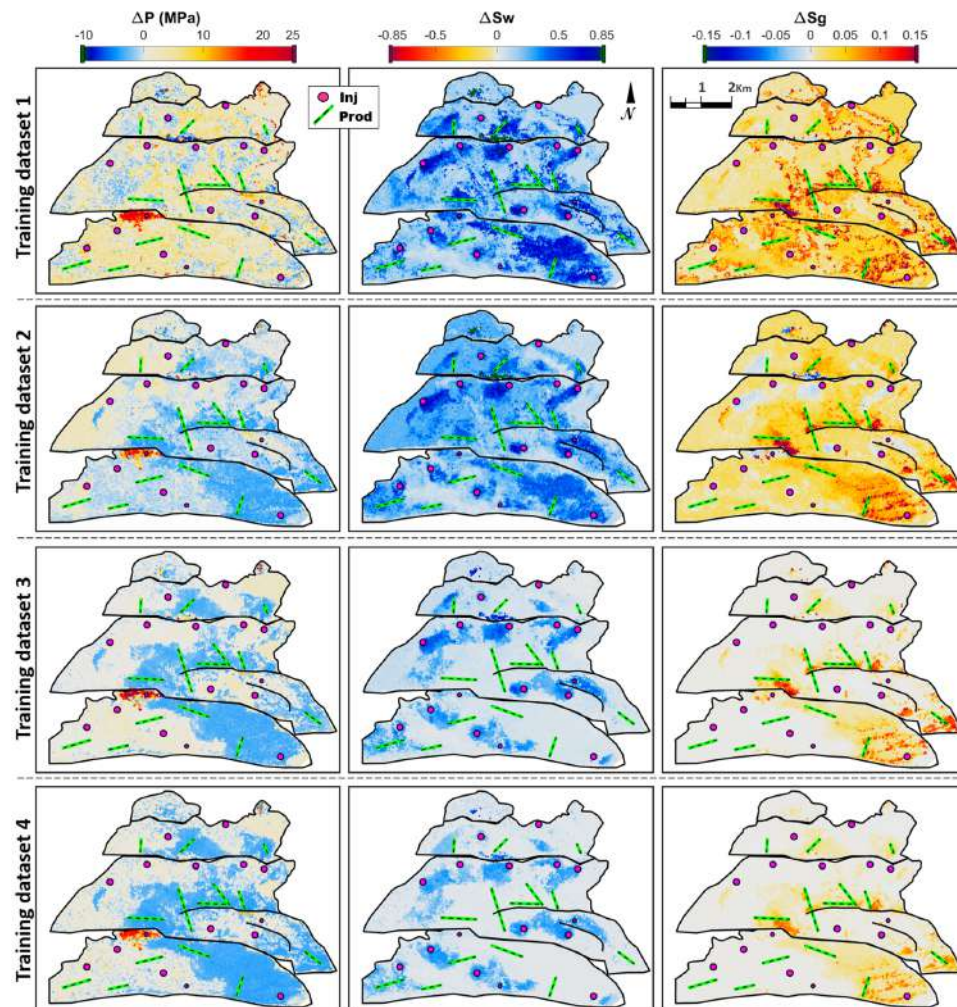 ΔP (MPa)
-10 0 10 20 25
ΔSw
-0.85 -0.5 0 0.5 0.85
ΔSg
-0.15 -0.1 -0.05 0 0.05 0.1 0.15
Training dataset 1
Inj
Prod
N
1 2Km
Training dataset 2
Training dataset 3
Training dataset 4